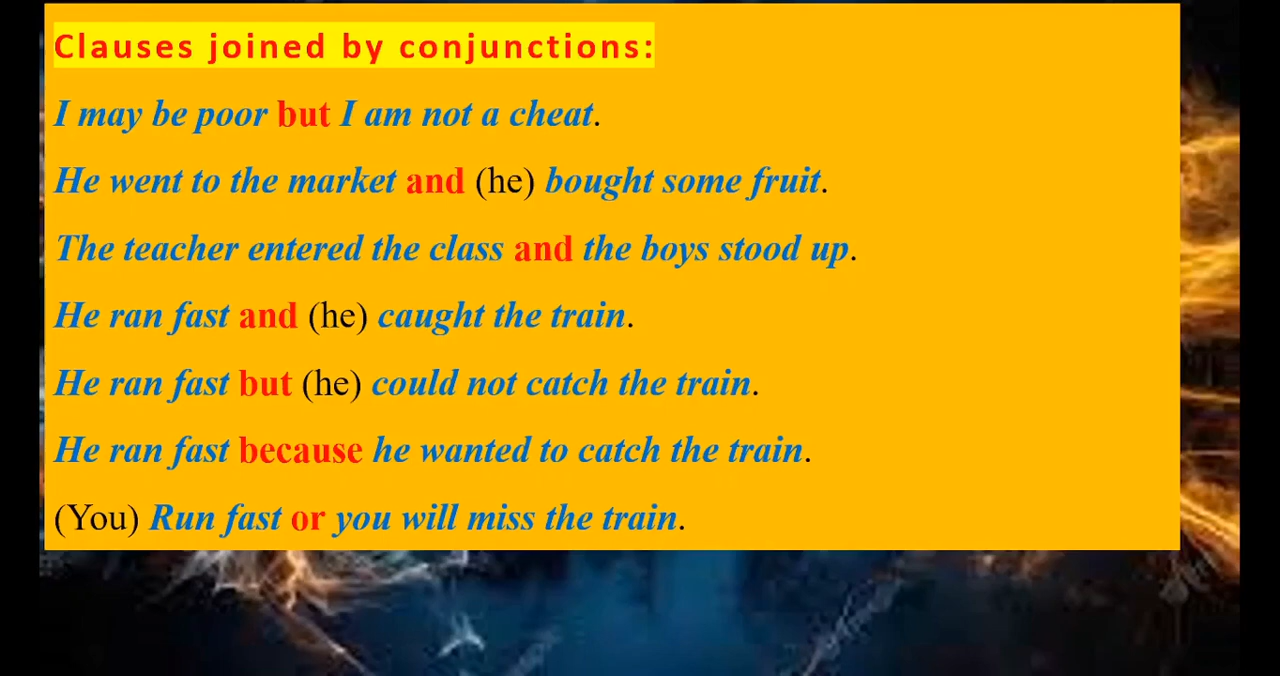 Clauses joined by conjunctions:
I may be poor but I am not a cheat.
He went to the market and (he) bought some fruit.
The teacher entered the class and the boys stood up.
He ran fast and (he) caught the train.
He ran fast but (he) could not catch the train.
He ran fast because he wanted to catch the train.
(You) Run fast or you will miss the train.